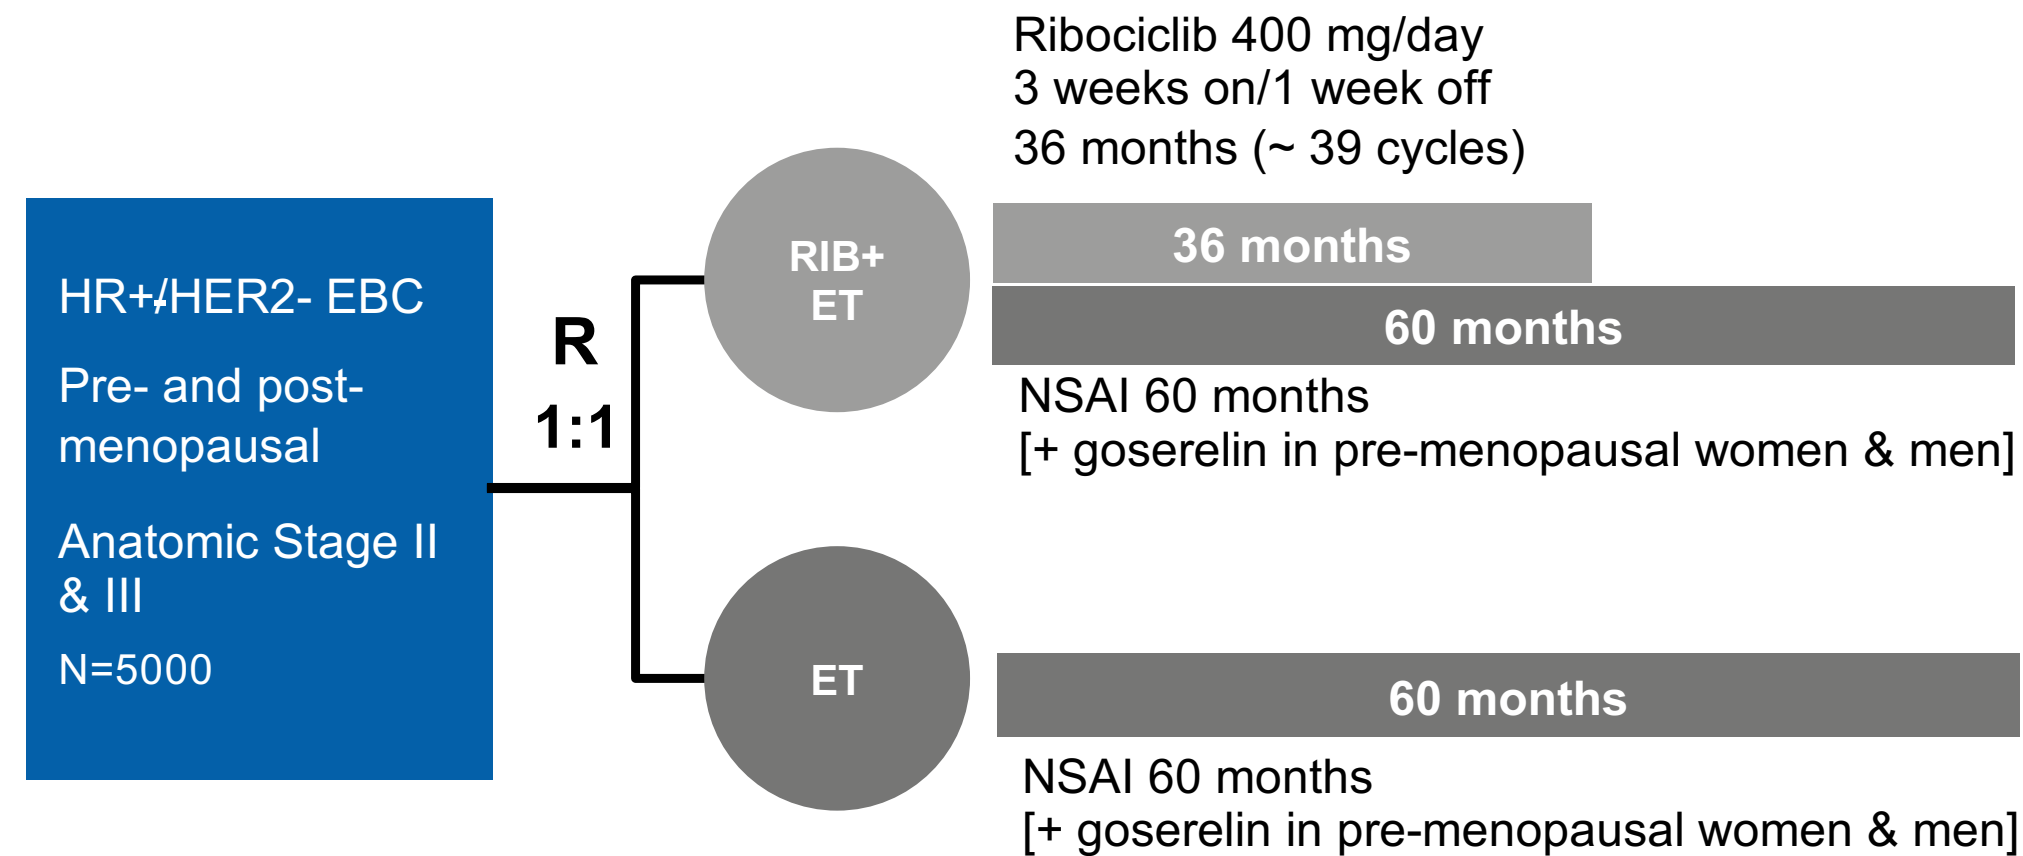 HR+/HER2- EBC
Pre- and post-
menopausal
Anatomic Stage II
& III
N=5000
R
1:1
RIB+
ET
Ribociclib 400 mg/day
3 weeks on/1 week off
36 months (~ 39 cycles)
36 months
60 months
NSAI 60 months
[+ goserelin in pre-menopausal women & men]
ET
60 months
NSAI 60 months
[+ goserelin in pre-menopausal women & men]